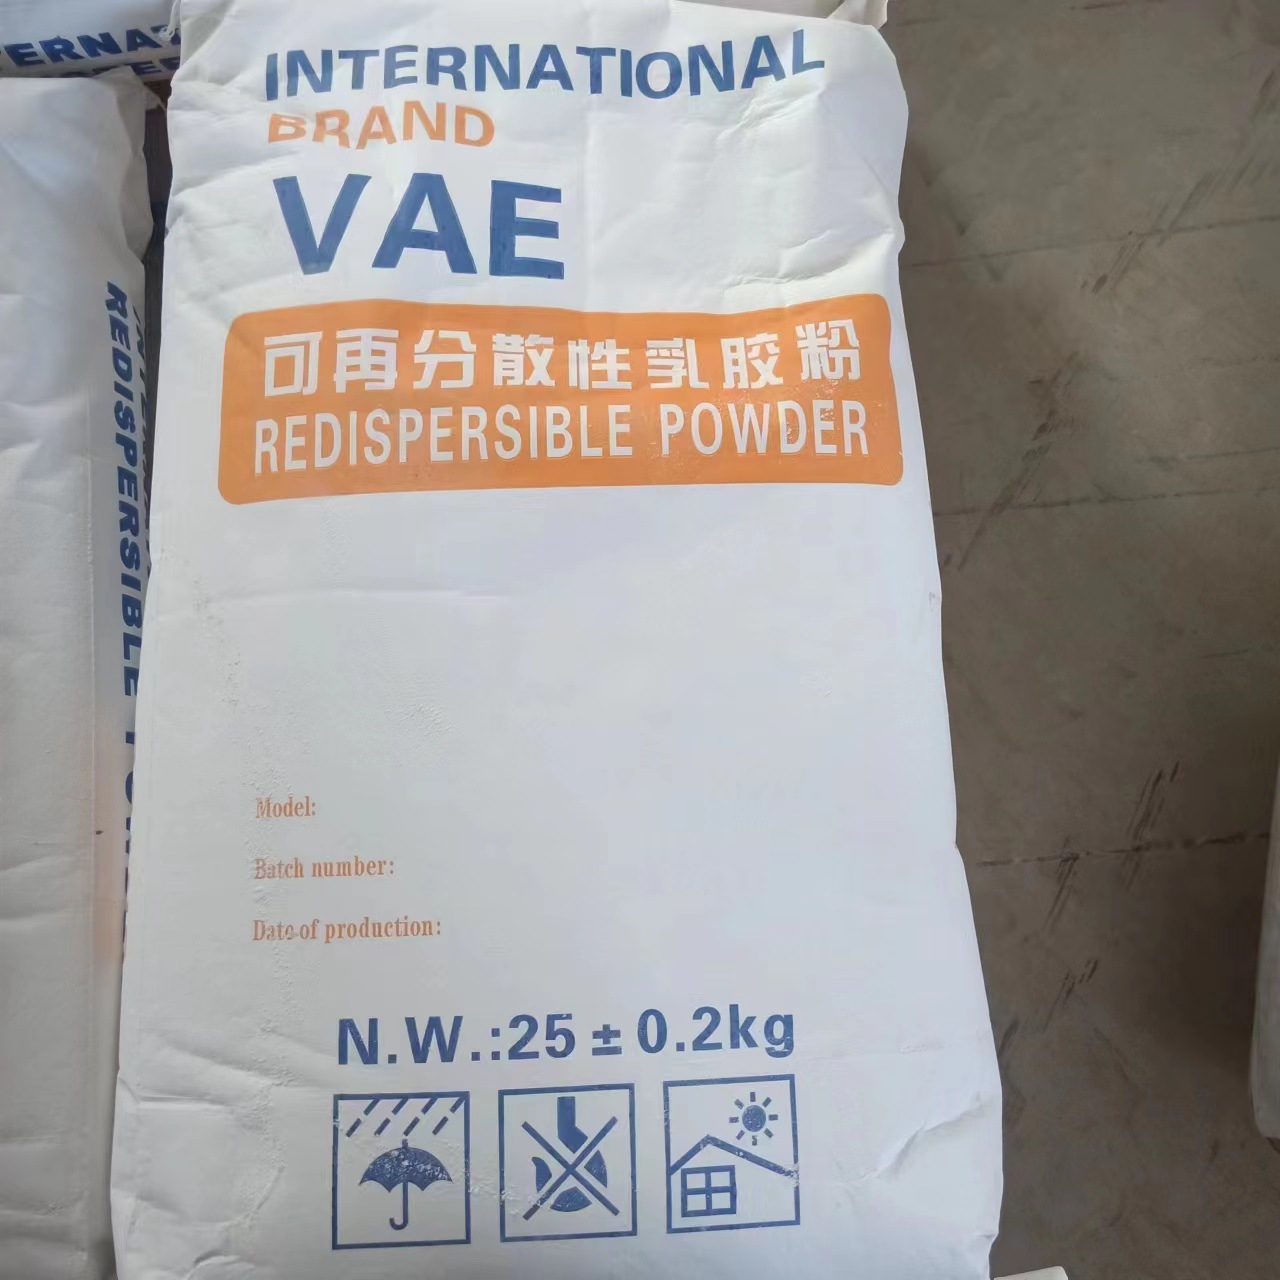 INTERNATIONAL
BRAND
VAE
可再分散性乳胶粉
REDISPERSIBLE POWDER
Model:
Batch number:
Date of production:
N.W.:25±0.2kg
REDISPERSIBLE